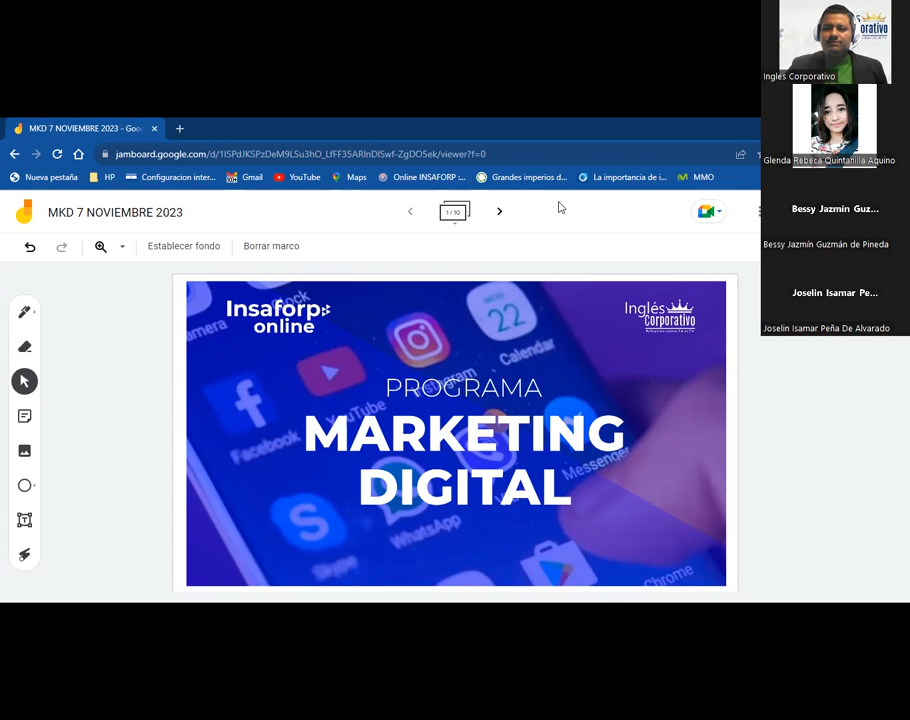 MKD 7 NOVIEMBRE 2023 - Goo
jamboard.google.com/d/
/viewer?f=0
Nueva pestaña
HP
Configuracion inter...
Gmail
YouTube
Maps
Online INSAFORP :...
Grandes imperios d...
La importancia de i...
MMO
MKD 7 NOVIEMBRE 2023
1 / 10
Establecer fondo
Borrar marco
Insaforp
online
Inglés
Corporativo
22
Calendar
Instagram
YouTube
Facebook
Messenger
WhatsApp
Skype
Chrome
PROGRAMA
MARKETING
DIGITAL
orativo
Ingles Corporativo
Glenda Rebeca Quintanilla Aquino
Bessy Jazmín Guz...
Bessy Jazmín Guzmán de Pineda
Joselin Isamar Pe...
Joselin Isamar Peña De Alvarado